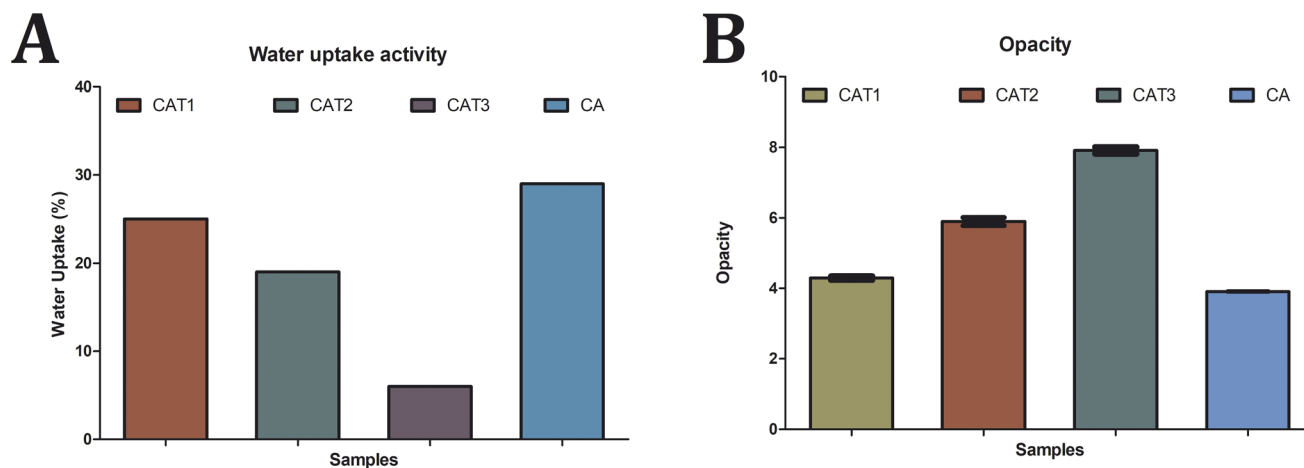 A
Water uptake activity
CAT1 CAT2 CAT3 CA
Water Uptake (%)
40
30
20
10
0
Samples
B
Opacity
CAT1 CAT2 CAT3 CA
Opacity
10
8
6
4
2
0
Samples